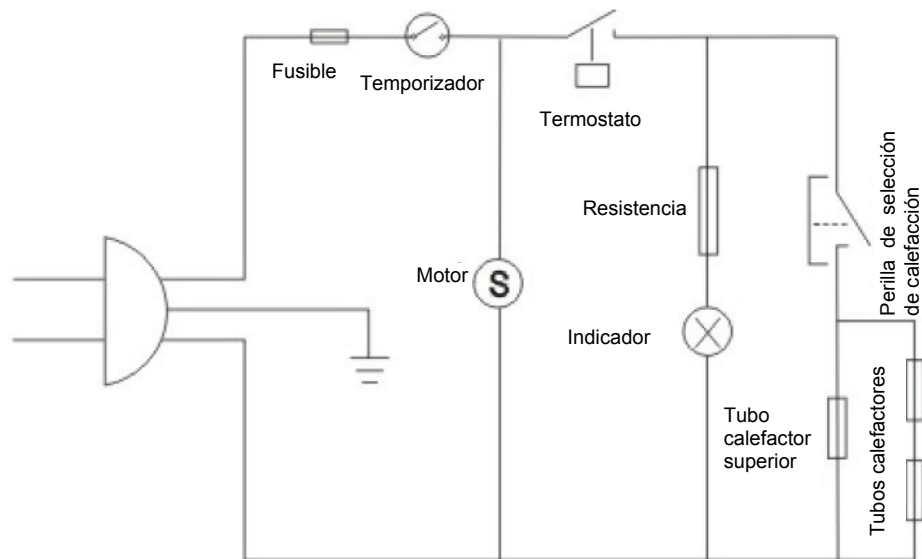 Fusible
Temporizador
Termostato
Resistencia
Motor
S
Indicador
Perilla de selección
de calefacción
Tubo
calefactor
superior
Tubos calefactores